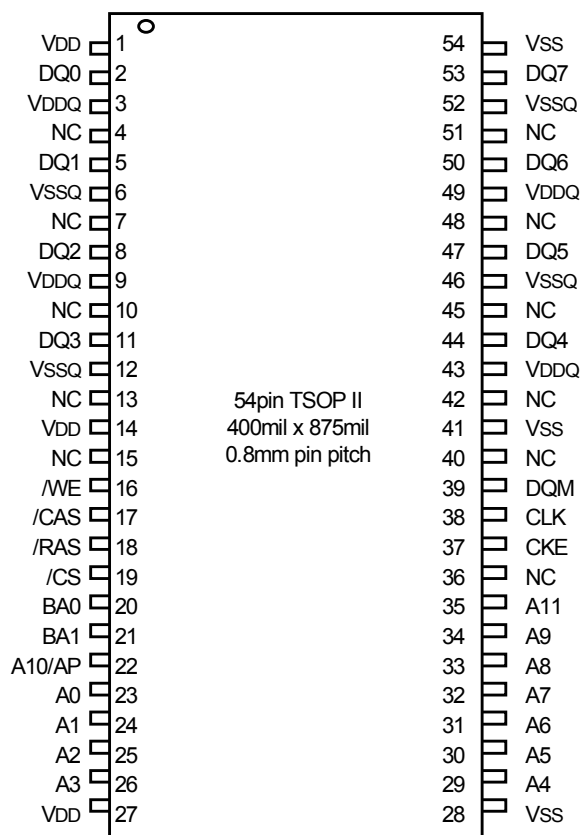 VDD 1 54 VSS
DQ0 2 53 DQ7
VDDQ 3 52 VSSQ
NC 4 51 NC
DQ1 5 50 DQ6
VSSQ 6 49 VDDQ
NC 7 48 NC
DQ2 8 47 DQ5
VDDQ 9 46 VSSQ
NC 10 45 NC
DQ3 11 44 DQ4
VSSQ 12 43 VDDQ
NC 13 54pin TSOP II 42 NC
VDD 14 400mil x 875mil 41 VSS
NC 15 0.8mm pin pitch 40 NC
/WE 16 39 DQM
/CAS 17 38 CLK
/RAS 18 37 CKE
/CS 19 36 NC
BA0 20 35 A11
BA1 21 34 A9
A10/AP 22 33 A8
A0 23 32 A7
A1 24 31 A6
A2 25 30 A5
A3 26 29 A4
VDD 27 28 VSS